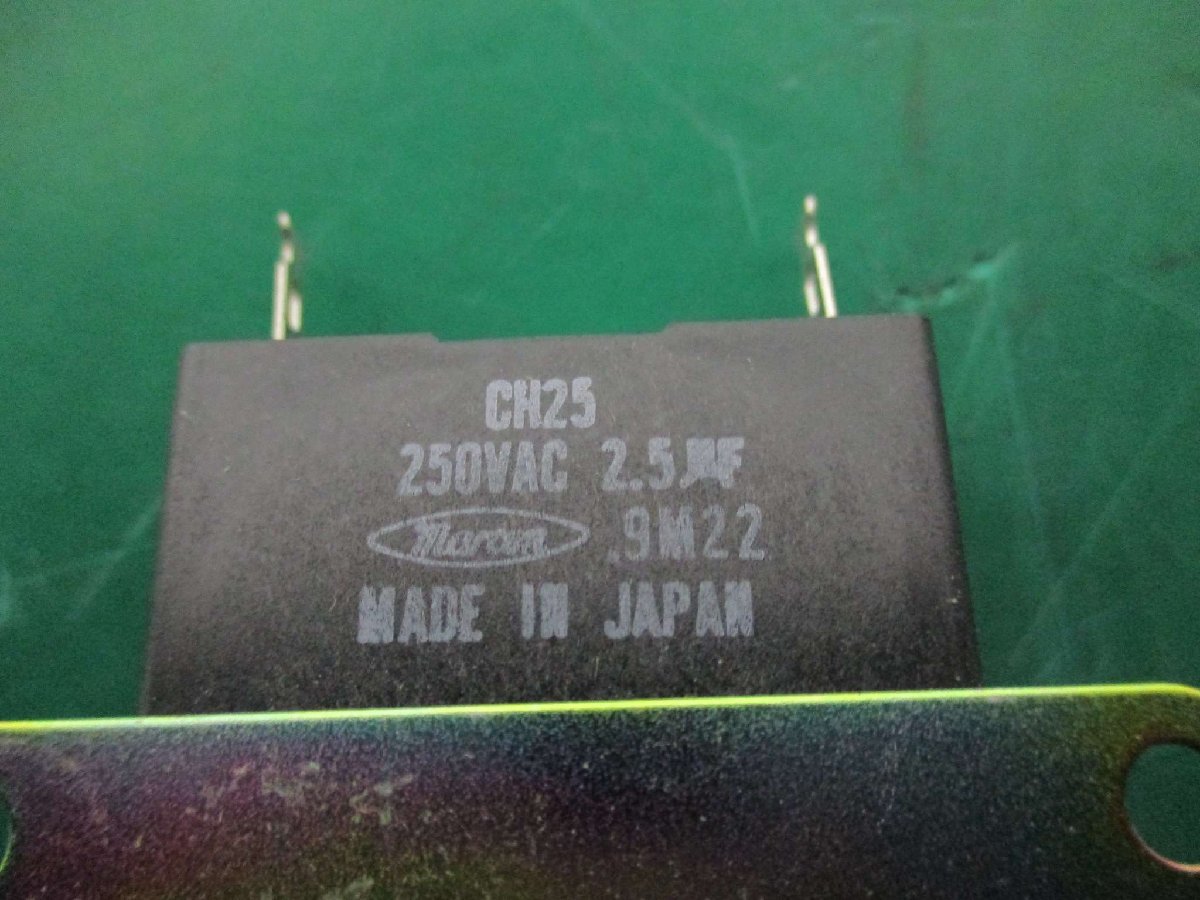 CH25
250VAC 2.5μF
Marcon .9M22
MADE IN JAPAN